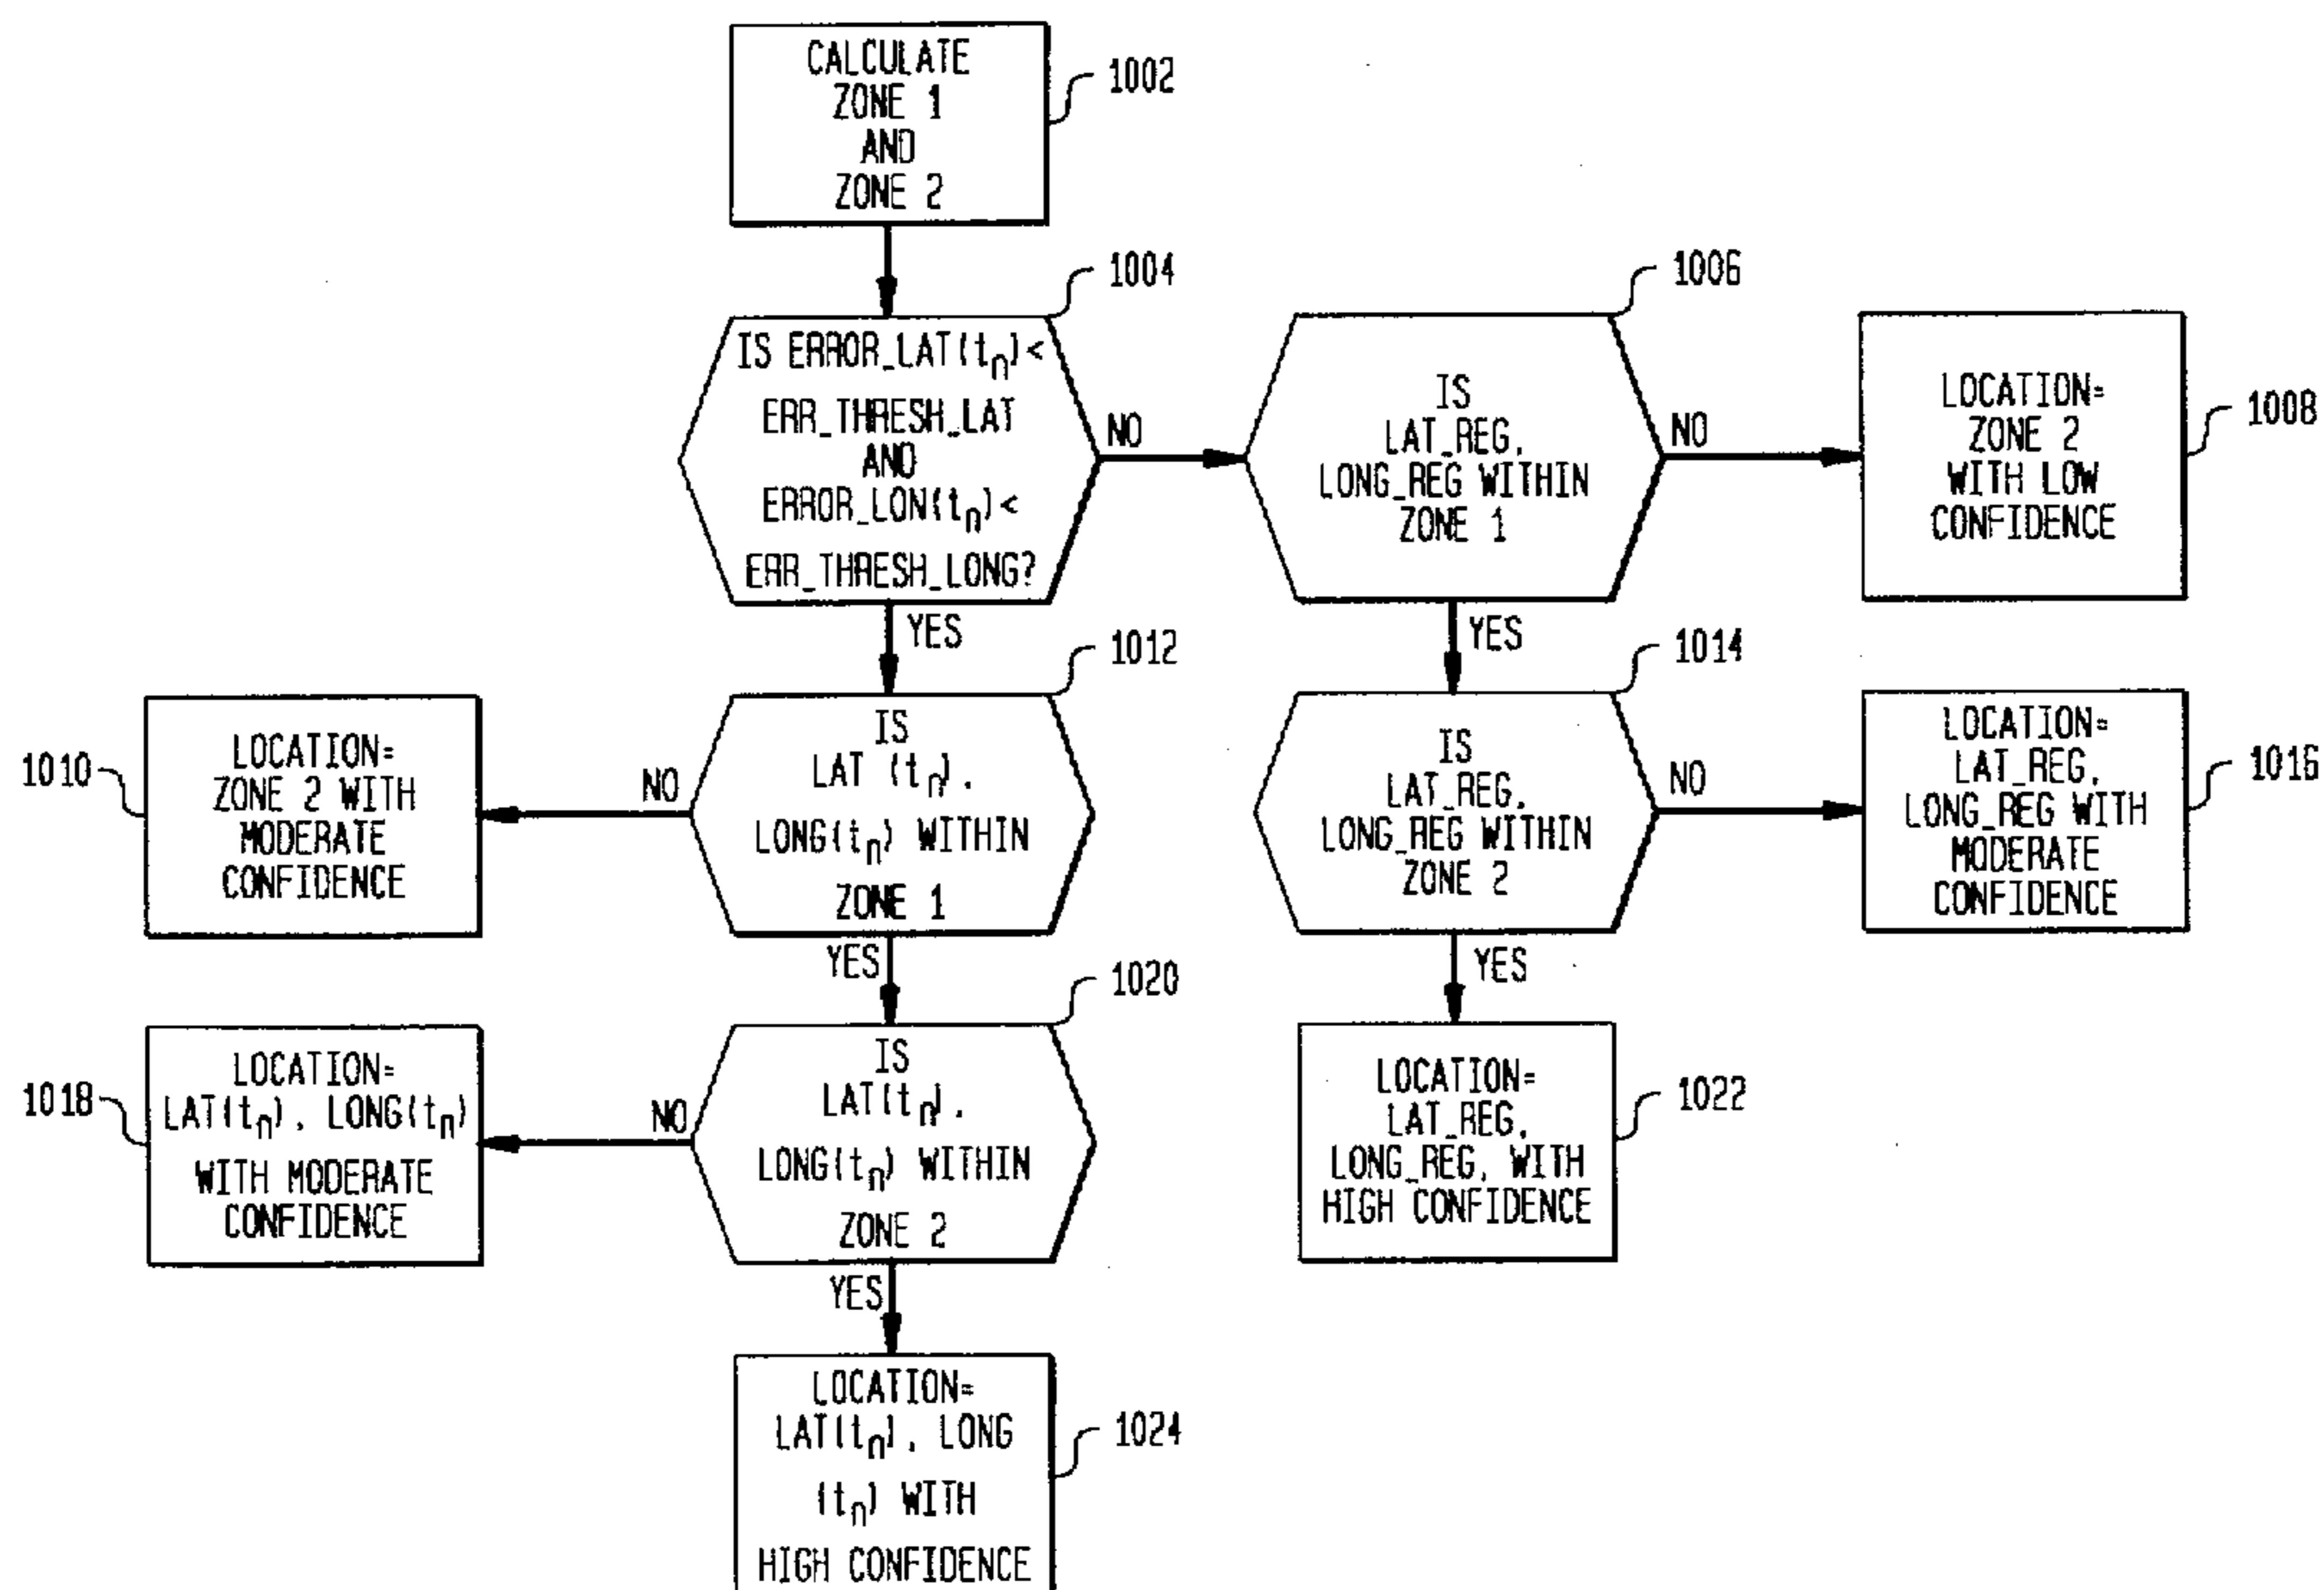 CALCULATE
ZONE 1
AND
ZONE 2
1002
IS ERROR_LAT(tn)<
ERR_THRESH_LAT
AND
ERROR_LON(tn)<
ERR_THRESH_LONG?
1004
NO
YES
IS
LAT_REG,
LONG_REG WITHIN
ZONE 1
1006
NO
YES
LOCATION=
ZONE 2
WITH LOW
CONFIDENCE
1008
1010
LOCATION=
ZONE 2 WITH
MODERATE
CONFIDENCE
NO
IS
LAT (tn),
LONG(tn) WITHIN
ZONE 1
1012
YES
IS
LAT_REG,
LONG_REG WITHIN
ZONE 2
1014
NO
YES
LOCATION=
LAT_REG,
LONG_REG WITH
MODERATE
CONFIDENCE
1016
1018
LOCATION=
LAT(tn), LONG(tn)
WITH MODERATE
CONFIDENCE
NO
IS
LAT(tn),
LONG(tn) WITHIN
ZONE 2
1020
YES
LOCATION=
LAT_REG,
LONG_REG, WITH
HIGH CONFIDENCE
1022
LOCATION=
LAT(tn), LONG
(tn) WITH
HIGH CONFIDENCE
1024